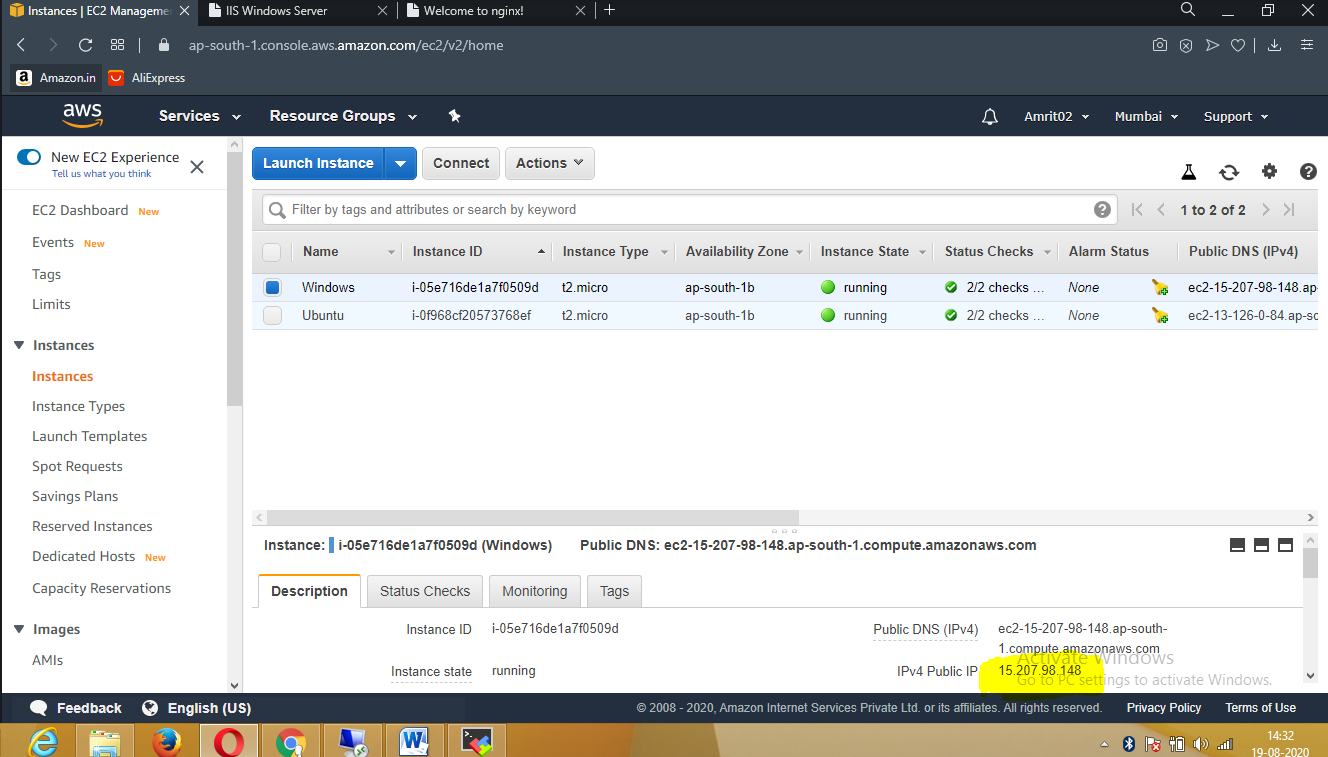 Instances | EC2 Manageme
IIS Windows Server
Welcome to nginx!
ap-south-1.console.aws.amazon.com/ec2/v2/home
Amazon.in
AliExpress
aws
Services
Resource Groups
Amrit02
Mumbai
Support
New EC2 Experience
Tell us what you think
EC2 Dashboard New
Events New
Tags
Limits
Instances
Instances
Instance Types
Launch Templates
Spot Requests
Savings Plans
Reserved Instances
Dedicated Hosts New
Capacity Reservations
Images
AMIs
Launch Instance
Connect
Actions
Filter by tags and attributes or search by keyword
1 to 2 of 2
Name Instance ID Instance Type Availability Zone Instance State Status Checks Alarm Status Public DNS (IPv4)
Windows i-05e716de1a7f0509d t2.micro ap-south-1b running 2/2 checks ... None ec2-15-207-98-148.ap-
Ubuntu i-0f968cf20573768ef t2.micro ap-south-1b running 2/2 checks ... None ec2-13-126-0-84.ap-sc
Instance: i-05e716de1a7f0509d (Windows) Public DNS: ec2-15-207-98-148.ap-south-1.compute.amazonaws.com
Description Status Checks Monitoring Tags
Instance ID i-05e716de1a7f0509d
Public DNS (IPv4) ec2-15-207-98-148.ap-south-
1.compute.amazonaws.com
Instance state running
IPv4 Public IP 15.207.98.148
Activate Windows
Go to PC settings to activate Windows.
Feedback
English (US)
© 2008 - 2020, Amazon Internet Services Private Ltd. or its affiliates. All rights reserved.
Privacy Policy
Terms of Use
14:32
19-08-2020